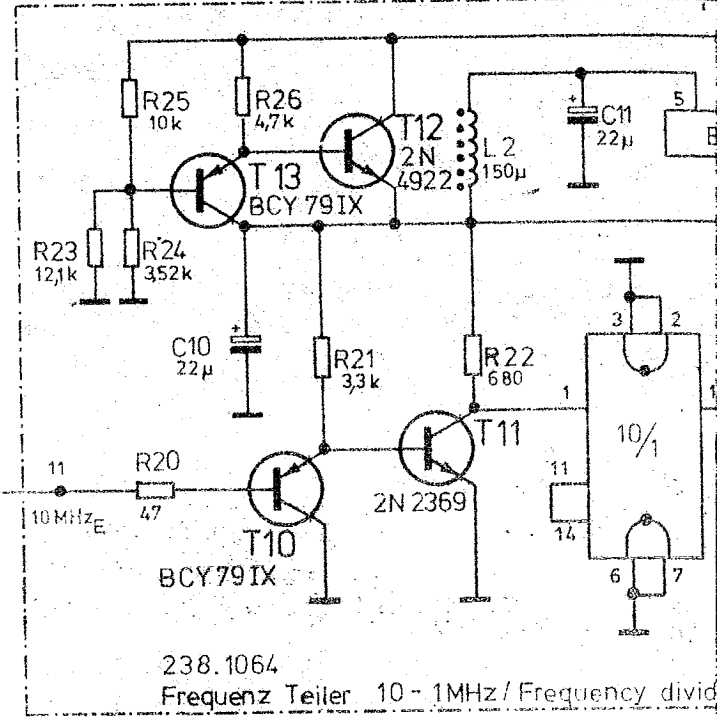 R25
10k
R26
4,7k
T12
2N
4922
L2
150µ
+
C11
22µ
5
B
T13
BCY 79IX
R23
12,1k
R24
3,52k
+
C10
22µ
R21
3,3k
R22
680
3
2
1
10/1
1
T11
11
10MHzE
R20
47
2N 2369
11
14
T10
BCY79IX
6
7
238.1064
Frequenz Teiler 10-1MHz/Frequency divid